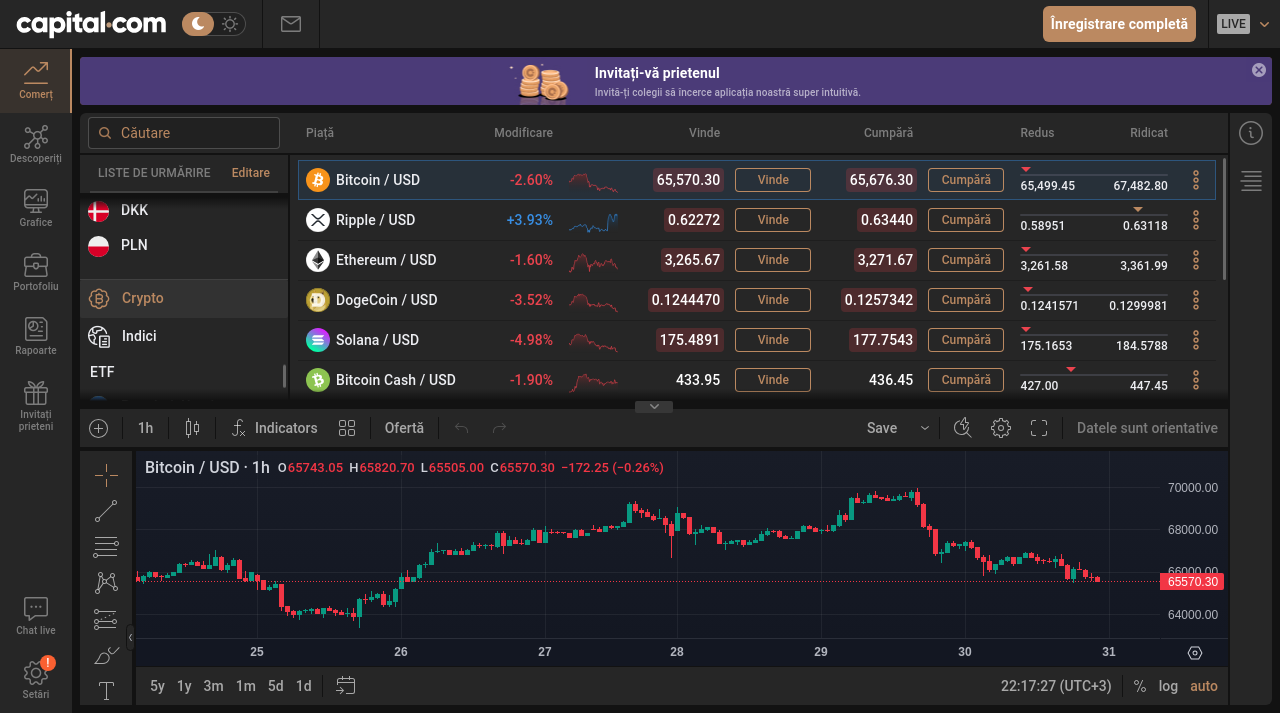 capital.com
Înregistrare completă
LIVE
Comerț
Descoperiți
Grafice
Portofoliu
Rapoarte
Invitați
prieteni
Chat live
!
Setări
Invitați-vă prietenul
Invită-ți colegii să încerce aplicația noastră super intuitivă.
Căutare
LISTE DE URMĂRIRE Editare
DKK
PLN
Crypto
Indici
ETF
Piață Modificare Vinde Cumpără Redus Ridicat
Bitcoin / USD -2.60% 65,570.30 Vinde 65,676.30 Cumpără 65,499.45 67,482.80
Ripple / USD +3.93% 0.62272 Vinde 0.63440 Cumpără 0.58951 0.63118
Ethereum / USD -1.60% 3,265.67 Vinde 3,271.67 Cumpără 3,261.58 3,361.99
DogeCoin / USD -3.52% 0.1244470 Vinde 0.1257342 Cumpără 0.1241571 0.1299981
Solana / USD -4.98% 175.4891 Vinde 177.7543 Cumpără 175.1653 184.5788
Bitcoin Cash / USD -1.90% 433.95 Vinde 436.45 Cumpără 427.00 447.45
1h Indicators Ofertă Save Datele sunt orientative
Bitcoin / USD · 1h O65743.05 H65820.70 L65505.00 C65570.30 −172.25 (−0.26%)
70000.00
68000.00
66000.00
65570.30
64000.00
25 26 27 28 29 30 31
5y 1y 3m 1m 5d 1d 22:17:27 (UTC+3) % log auto